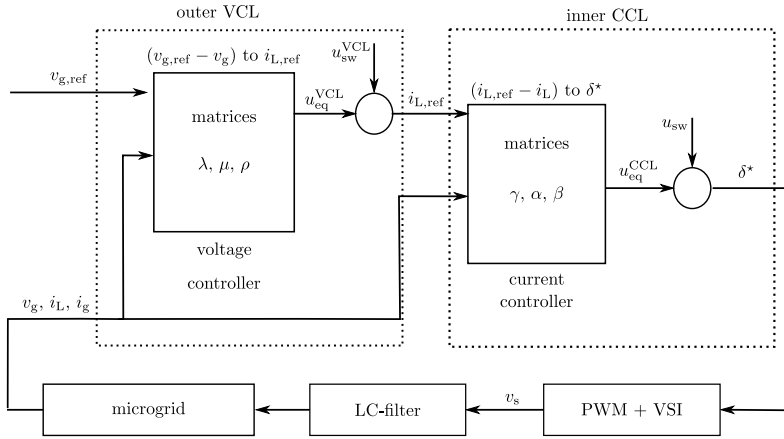 outer VCL
inner CCL
(v_g,ref − v_g) to i_L,ref
u_sw^VCL
v_g,ref
u_eq^VCL
i_L,ref
(i_L,ref − i_L) to δ*
matrices
λ, μ, ρ
matrices
γ, α, β
u_sw
u_eq^CCL
δ*
voltage
controller
current
controller
v_g, i_L, i_g
microgrid
LC-filter
v_s
PWM + VSI